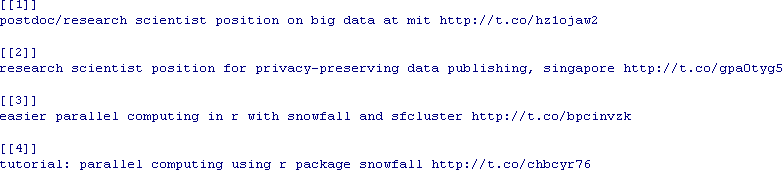 [[1]]
postdoc/research scientist position on big data at mit http://t.co/hz1ojaw2
[[2]]
research scientist position for privacy-preserving data publishing, singapore http://t.co/gpa0tyg5
[[3]]
easier parallel computing in r with snowfall and sfcluster http://t.co/bpcinvzk
[[4]]
tutorial: parallel computing using r package snowfall http://t.co/chbcyr76